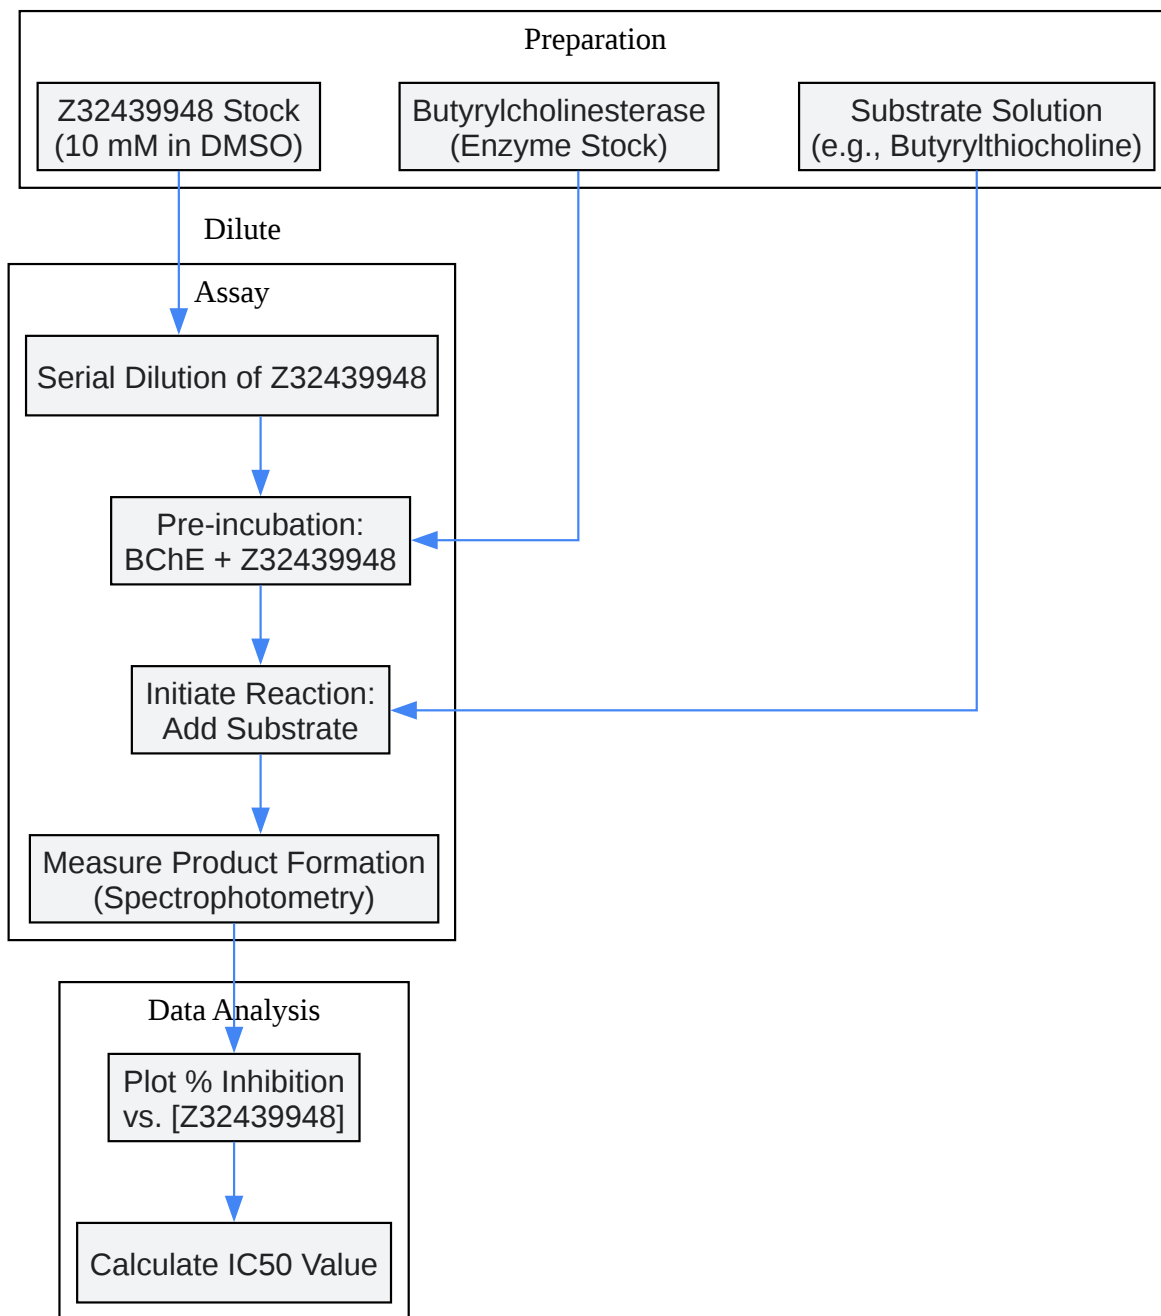 Preparation
Z32439948 Stock
(10 mM in DMSO)
Butyrylcholinesterase
(Enzyme Stock)
Substrate Solution
(e.g., Butyrylthiocholine)
Dilute
Assay
Serial Dilution of Z32439948
Pre-incubation:
BChE + Z32439948
Initiate Reaction:
Add Substrate
Measure Product Formation
(Spectrophotometry)
Data Analysis
Plot % Inhibition
vs. [Z32439948]
Calculate IC50 Value